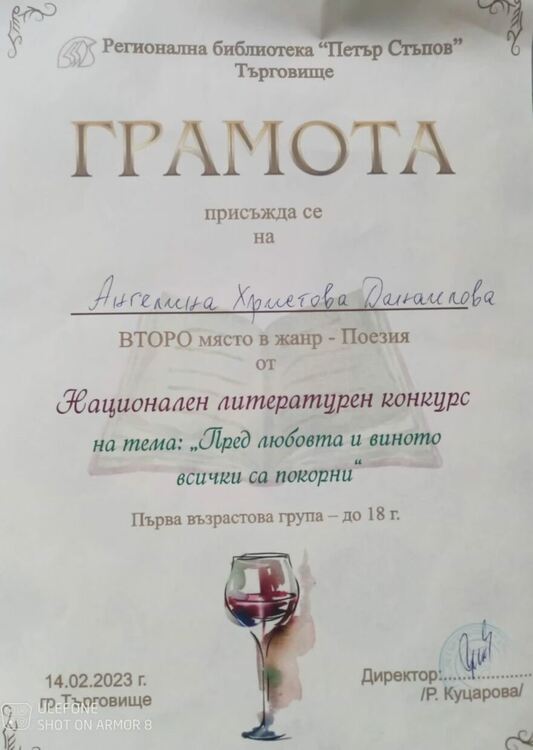 Регионална библиотека “Петър Стъпов”
Търговище
ГРАМОТА
присъжда се
на
Ангелина Христова Данаилова
ВТОРО място в жанр - Поезия
от
Национален литературен конкурс
на тема: „Пред любовта и виното
всички са покорни“
Първа възрастова група – до 18 г.
14.02.2023 г.
гр.Търговище
Директор:
/Р. Куцарова/
ULEFONE
SHOT ON ARMOR 8